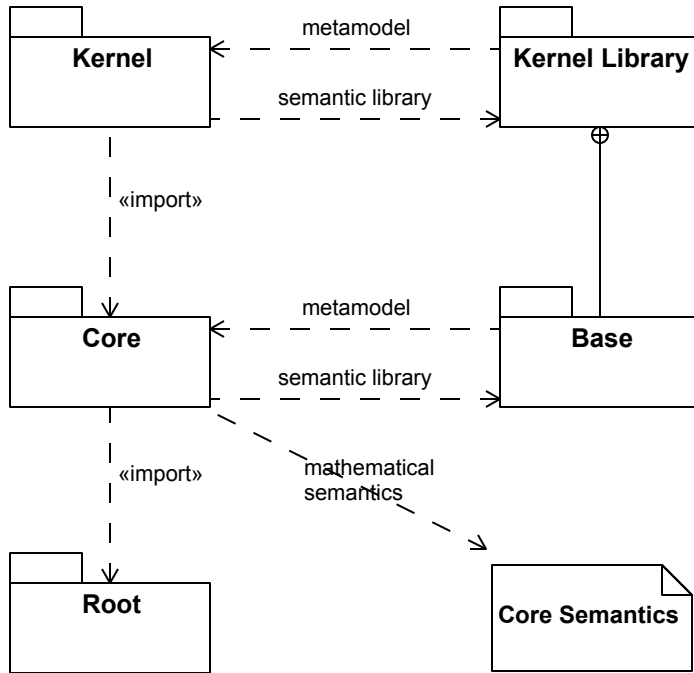 metamodel
Kernel
Kernel Library
semantic library
«import»
metamodel
Core
Base
semantic library
«import»
mathematical
semantics
Root
Core Semantics